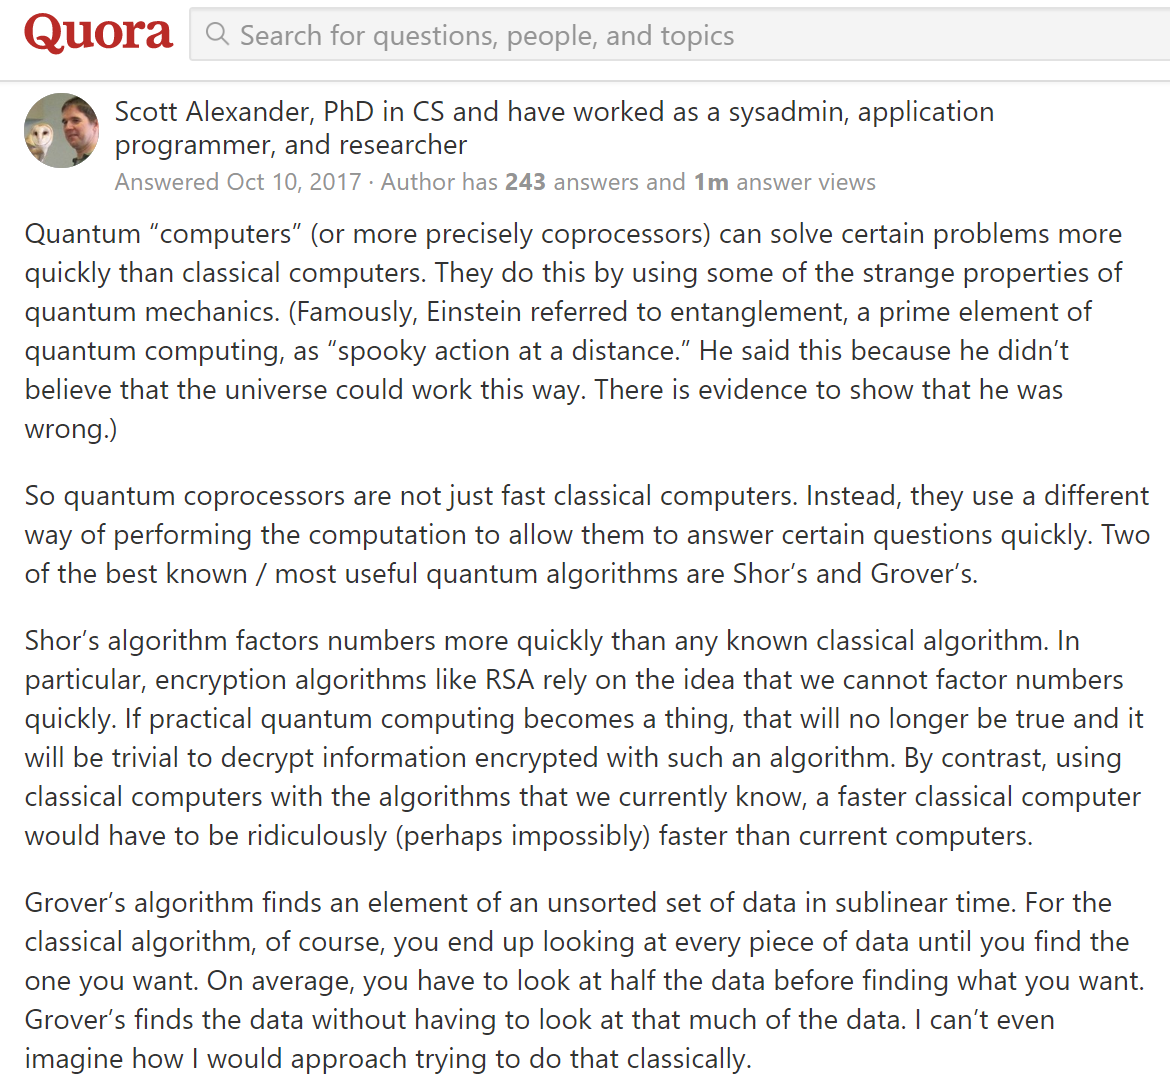 Quora
Search for questions, people, and topics
Scott Alexander, PhD in CS and have worked as a sysadmin, application
programmer, and researcher
Answered Oct 10, 2017 · Author has 243 answers and 1m answer views
Quantum “computers” (or more precisely coprocessors) can solve certain problems more
quickly than classical computers. They do this by using some of the strange properties of
quantum mechanics. (Famously, Einstein referred to entanglement, a prime element of
quantum computing, as “spooky action at a distance.” He said this because he didn’t
believe that the universe could work this way. There is evidence to show that he was
wrong.)
So quantum coprocessors are not just fast classical computers. Instead, they use a different
way of performing the computation to allow them to answer certain questions quickly. Two
of the best known / most useful quantum algorithms are Shor’s and Grover’s.
Shor’s algorithm factors numbers more quickly than any known classical algorithm. In
particular, encryption algorithms like RSA rely on the idea that we cannot factor numbers
quickly. If practical quantum computing becomes a thing, that will no longer be true and it
will be trivial to decrypt information encrypted with such an algorithm. By contrast, using
classical computers with the algorithms that we currently know, a faster classical computer
would have to be ridiculously (perhaps impossibly) faster than current computers.
Grover’s algorithm finds an element of an unsorted set of data in sublinear time. For the
classical algorithm, of course, you end up looking at every piece of data until you find the
one you want. On average, you have to look at half the data before finding what you want.
Grover’s finds the data without having to look at that much of the data. I can’t even
imagine how I would approach trying to do that classically.